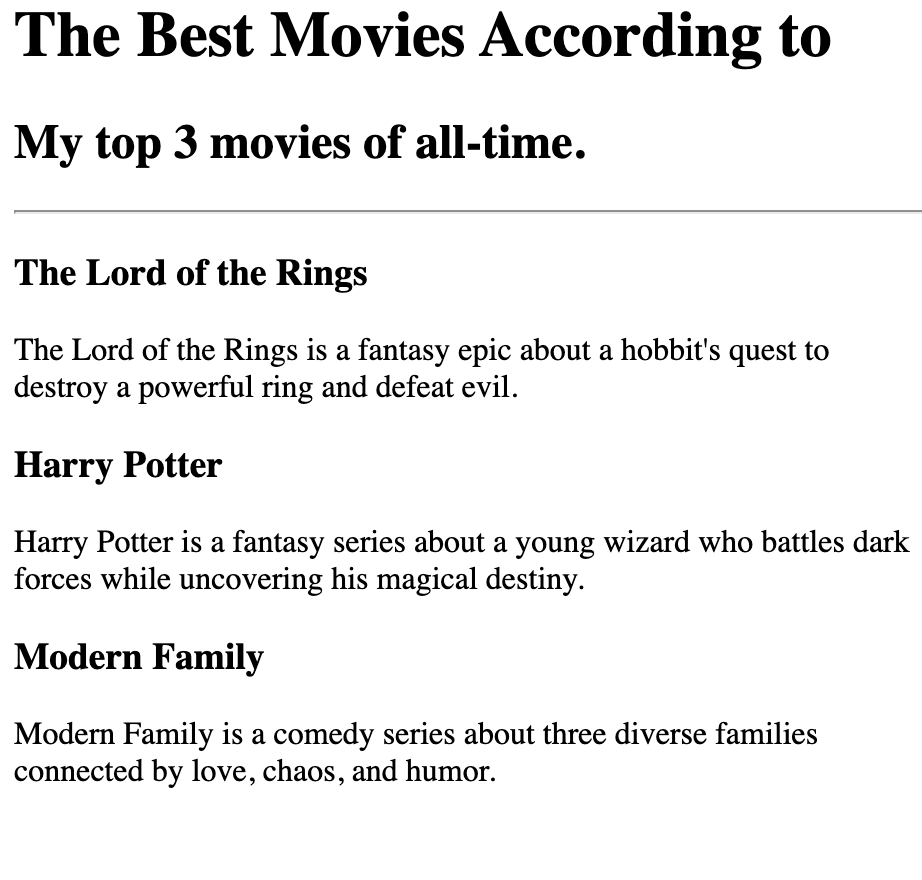 The Best Movies According to
My top 3 movies of all-time.
The Lord of the Rings
The Lord of the Rings is a fantasy epic about a hobbit's quest to
destroy a powerful ring and defeat evil.
Harry Potter
Harry Potter is a fantasy series about a young wizard who battles dark
forces while uncovering his magical destiny.
Modern Family
Modern Family is a comedy series about three diverse families
connected by love, chaos, and humor.